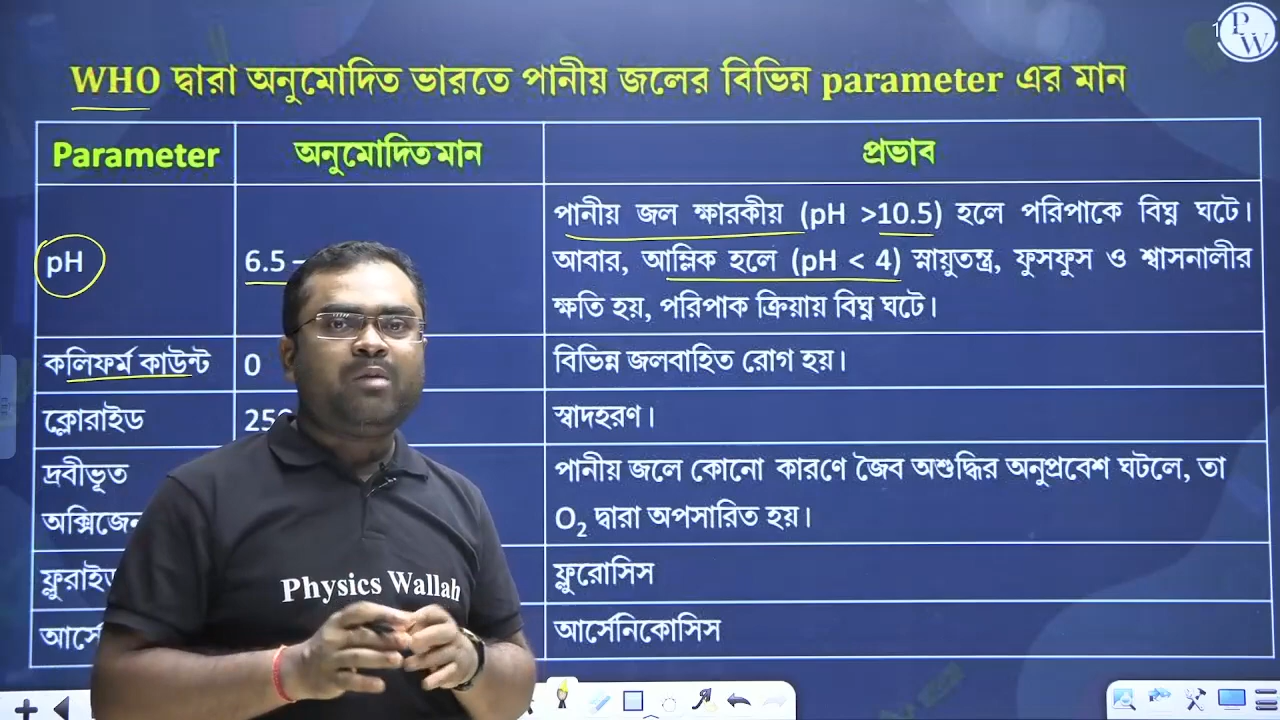 PW
WHO দ্বারা অনুমোদিত ভারতে পানীয় জলের বিভিন্ন parameter এর মান
Parameter অনুমোদিত মান প্রভাব
pH 6.5 – পানীয় জল ক্ষারকীয় (pH >10.5) হলে পরিপাকে বিঘ্ন ঘটে।
আবার, আম্লিক হলে (pH < 4) স্নায়ুতন্ত্র, ফুসফুস ও শ্বাসনালীর
ক্ষতি হয়, পরিপাক ক্রিয়ায় বিঘ্ন ঘটে।
কলিফর্ম কাউন্ট 0 বিভিন্ন জলবাহিত রোগ হয়।
ক্লোরাইড স্বাদহরণ।
দ্রবীভূত পানীয় জলে কোনো কারণে জৈব অশুদ্ধির অনুপ্রবেশ ঘটলে, তা
O₂ দ্বারা অপসারিত হয়।
ফ্লুরোসিস
আর্সেনিকোসিস
Physics Wallah